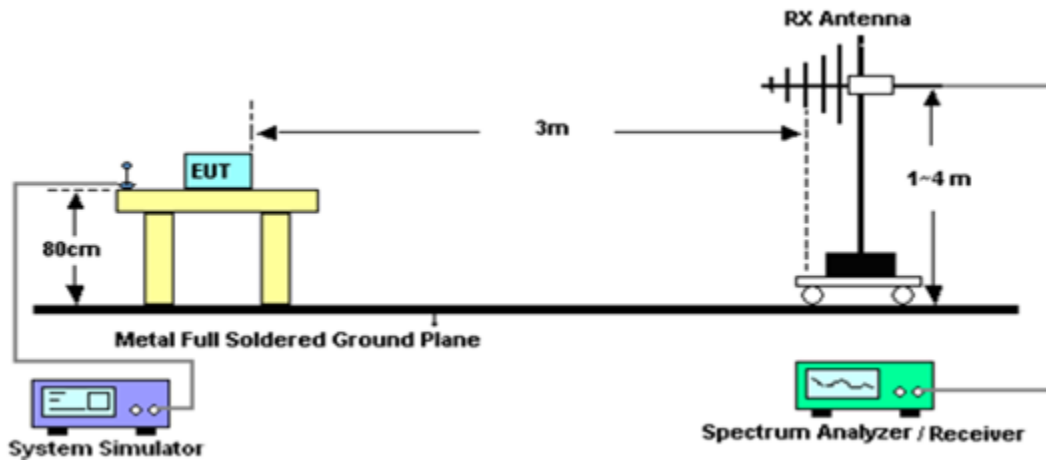 RX Antenna
3m
EUT
1~4 m
80cm
Metal Full Soldered Ground Plane
System Simulator
Spectrum Analyzer / Receiver